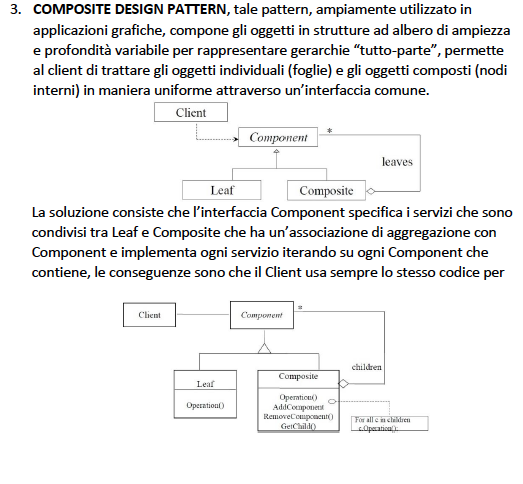 3. COMPOSITE DESIGN PATTERN, tale pattern, ampiamente utilizzato in
applicazioni grafiche, compone gli oggetti in strutture ad albero di ampiezza
e profondità variabile per rappresentare gerarchie “tutto-parte”, permette
al client di trattare gli oggetti individuali (foglie) e gli oggetti composti (nodi
interni) in maniera uniforme attraverso un’interfaccia comune.
Client
Component
*
leaves
Leaf
Composite
La soluzione consiste che l’interfaccia Component specifica i servizi che sono
condivisi tra Leaf e Composite che ha un’associazione di aggregazione con
Component e implementa ogni servizio iterando su ogni Component che
contiene, le conseguenze sono che il Client usa sempre lo stesso codice per
Client
Component
*
children
Leaf
Operation()
Composite
Operation()
AddComponent
RemoveComponent()
GetChild()
For all c in children
c.Operation();